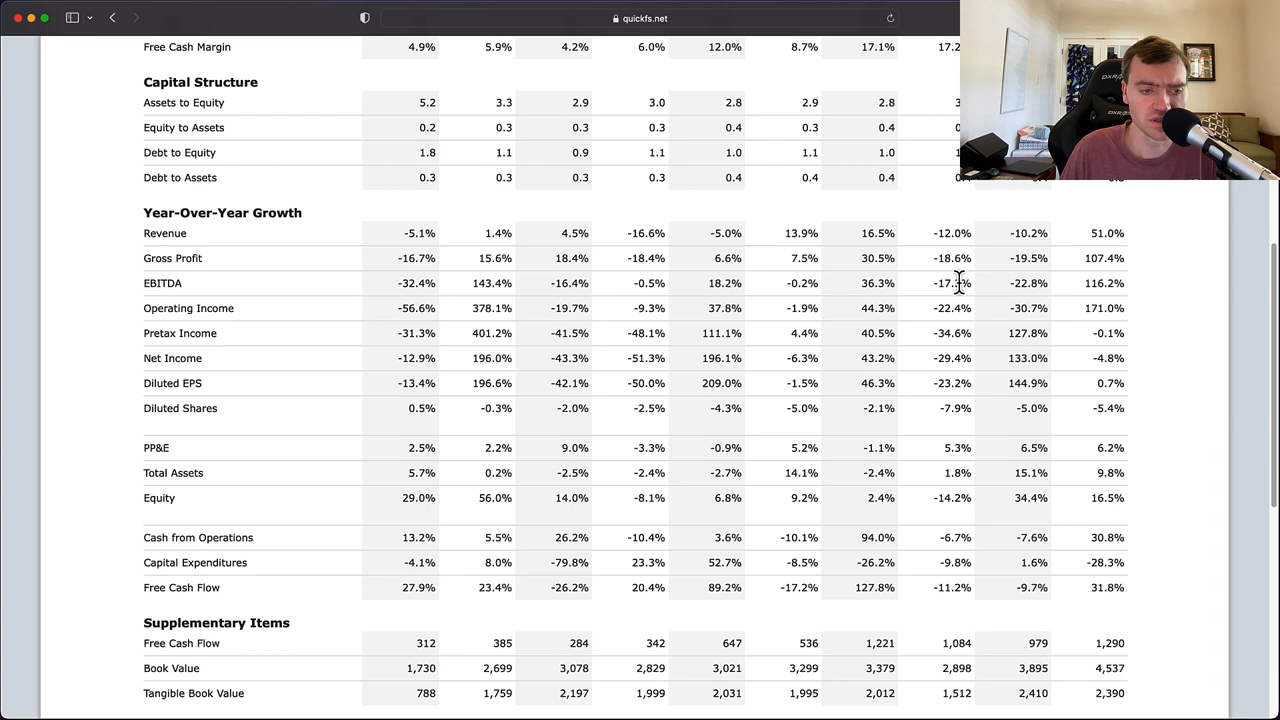 quickfs.net
Free Cash Margin 4.9% 5.9% 4.2% 6.0% 12.0% 8.7% 17.1%
Capital Structure
Assets to Equity 5.2 3.3 2.9 3.0 2.8 2.9 2.8
Equity to Assets 0.2 0.3 0.3 0.3 0.4 0.3 0.4
Debt to Equity 1.8 1.1 0.9 1.1 1.0 1.1 1.0
Debt to Assets 0.3 0.3 0.3 0.3 0.4 0.4 0.4
Year-Over-Year Growth
Revenue -5.1% 1.4% 4.5% -16.6% -5.0% 13.9% 16.5% -12.0% -10.2% 51.0%
Gross Profit -16.7% 15.6% 18.4% -18.4% 6.6% 7.5% 30.5% -18.6% -19.5% 107.4%
EBITDA -32.4% 143.4% -16.4% -0.5% 18.2% -0.2% 36.3% -22.8% 116.2%
Operating Income -56.6% 378.1% -19.7% -9.3% 37.8% -1.9% 44.3% -22.4% -30.7% 171.0%
Pretax Income -31.3% 401.2% -41.5% -48.1% 111.1% 4.4% 40.5% -34.6% 127.8% -0.1%
Net Income -12.9% 196.0% -43.3% -51.3% 196.1% -6.3% 43.2% -29.4% 133.0% -4.8%
Diluted EPS -13.4% 196.6% -42.1% -50.0% 209.0% -1.5% 46.3% -23.2% 144.9% 0.7%
Diluted Shares 0.5% -0.3% -2.0% -2.5% -4.3% -5.0% -2.1% -7.9% -5.0% -5.4%
PP&E 2.5% 2.2% 9.0% -3.3% -0.9% 5.2% -1.1% 5.3% 6.5% 6.2%
Total Assets 5.7% 0.2% -2.5% -2.4% -2.7% 14.1% -2.4% 1.8% 15.1% 9.8%
Equity 29.0% 56.0% 14.0% -8.1% 6.8% 9.2% 2.4% -14.2% 34.4% 16.5%
Cash from Operations 13.2% 5.5% 26.2% -10.4% 3.6% -10.1% 94.0% -6.7% -7.6% 30.8%
Capital Expenditures -4.1% 8.0% -79.8% 23.3% 52.7% -8.5% -26.2% -9.8% 1.6% -28.3%
Free Cash Flow 27.9% 23.4% -26.2% 20.4% 89.2% -17.2% 127.8% -11.2% -9.7% 31.8%
Supplementary Items
Free Cash Flow 312 385 284 342 647 536 1,221 1,084 979 1,290
Book Value 1,730 2,699 3,078 2,829 3,021 3,299 3,379 2,898 3,895 4,537
Tangible Book Value 788 1,759 2,197 1,999 2,031 1,995 2,012 1,512 2,410 2,390